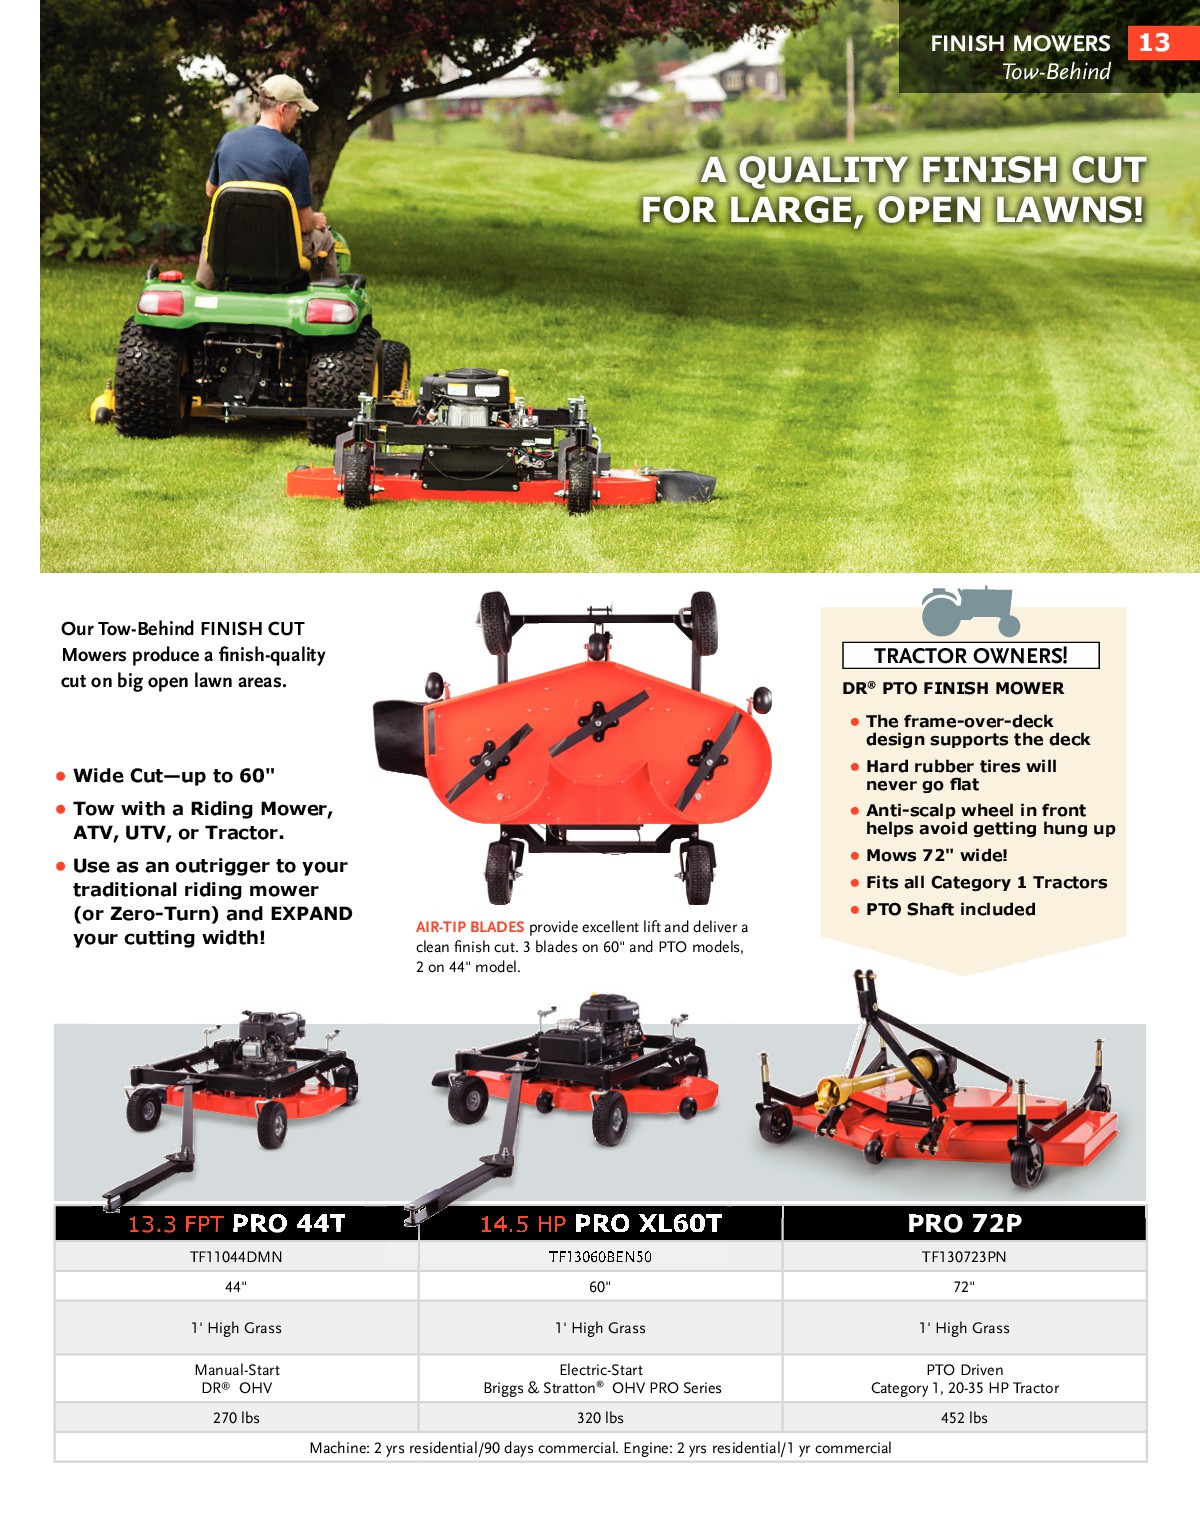 FINISH MOWERS 13
Tow-Behind
A QUALITY FINISH CUT
FOR LARGE, OPEN LAWNS!
Our Tow-Behind FINISH CUT
Mowers produce a finish-quality
cut on big open lawn areas.
• Wide Cut—up to 60"
• Tow with a Riding Mower,
ATV, UTV, or Tractor.
• Use as an outrigger to your
traditional riding mower
(or Zero-Turn) and EXPAND
your cutting width!
AIR-TIP BLADES provide excellent lift and deliver a
clean finish cut. 3 blades on 60" and PTO models,
2 on 44" model.
TRACTOR OWNERS!
DR® PTO FINISH MOWER
• The frame-over-deck
design supports the deck
• Hard rubber tires will
never go flat
• Anti-scalp wheel in front
helps avoid getting hung up
• Mows 72" wide!
• Fits all Category 1 Tractors
• PTO Shaft included
13.3 FPT PRO 44T 14.5 HP PRO XL60T PRO 72P
TF11044DMN TF13060BEN50 TF130723PN
44" 60" 72"
1' High Grass 1' High Grass 1' High Grass
Manual-Start Electric-Start PTO Driven
DR® OHV Briggs & Stratton® OHV PRO Series Category 1, 20-35 HP Tractor
270 lbs 320 lbs 452 lbs
Machine: 2 yrs residential/90 days commercial. Engine: 2 yrs residential/1 yr commercial